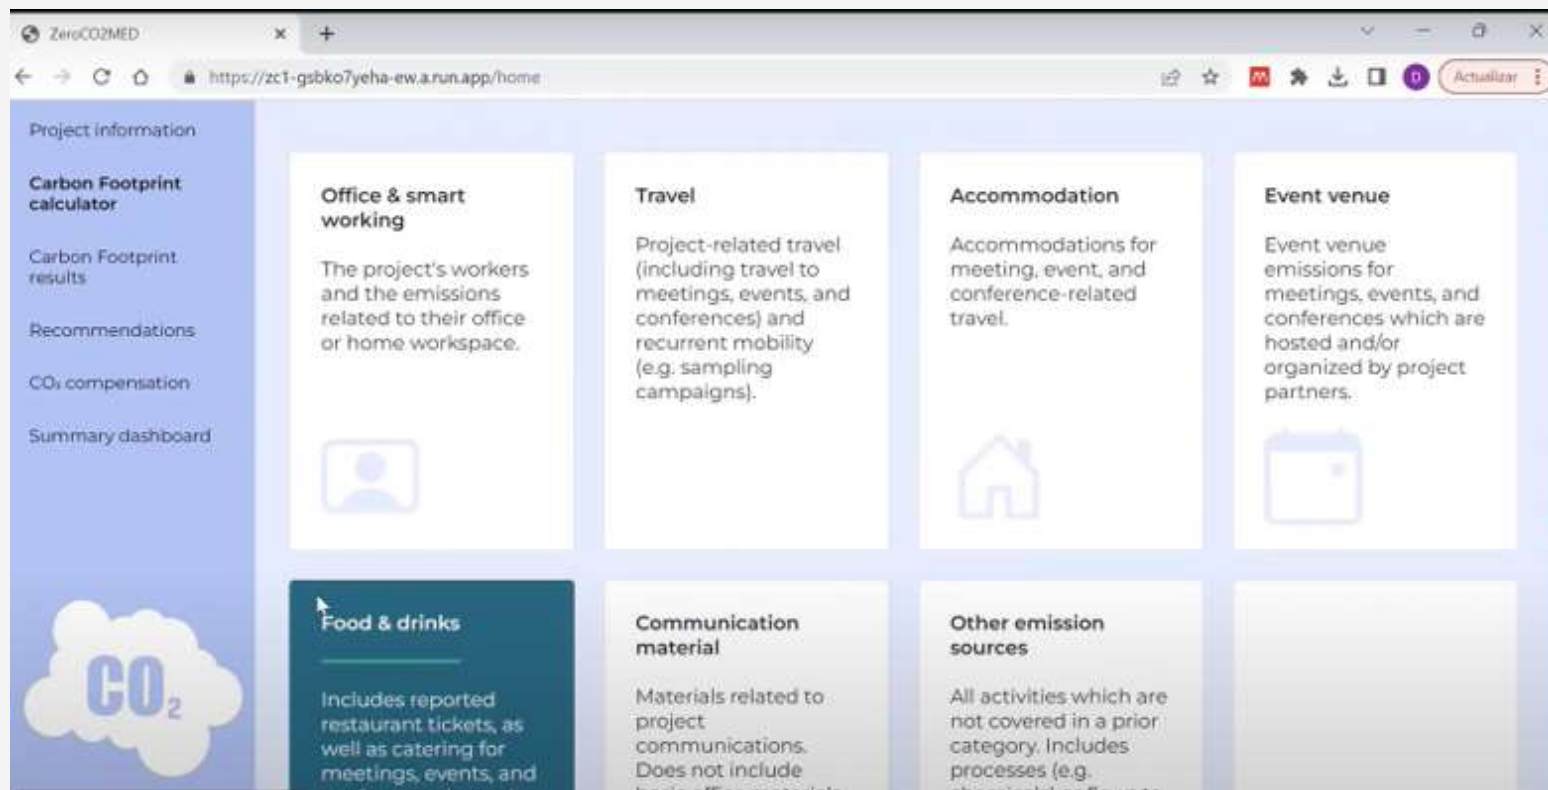 ZeroCO2MED
https://zc1-gsbko7yeha-ew.a.run.app/home
D
Actualizar
Project information
Carbon Footprint
calculator
Carbon Footprint
results
Recommendations
CO₂ compensation
Summary dashboard
CO₂
Office & smart
working
The project's workers
and the emissions
related to their office
or home workspace.
Travel
Project-related travel
(including travel to
meetings, events, and
conferences) and
recurrent mobility
(e.g. sampling
campaigns).
Accommodation
Accommodations for
meeting, event, and
conference-related
travel.
Event venue
Event venue
emissions for
meetings, events, and
conferences which are
hosted and/or
organized by project
partners.
Food & drinks
Includes reported
restaurant tickets, as
well as catering for
meetings, events, and
Communication
material
Materials related to
project
communications.
Does not include
Other emission
sources
All activities which are
not covered in a prior
category. Includes
processes (e.g.